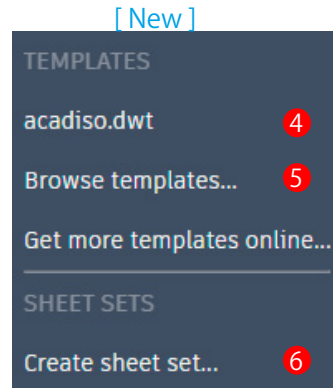 [ New ]
TEMPLATES
acadiso.dwt 4
Browse templates... 5
Get more templates online...
SHEET SETS
Create sheet set... 6